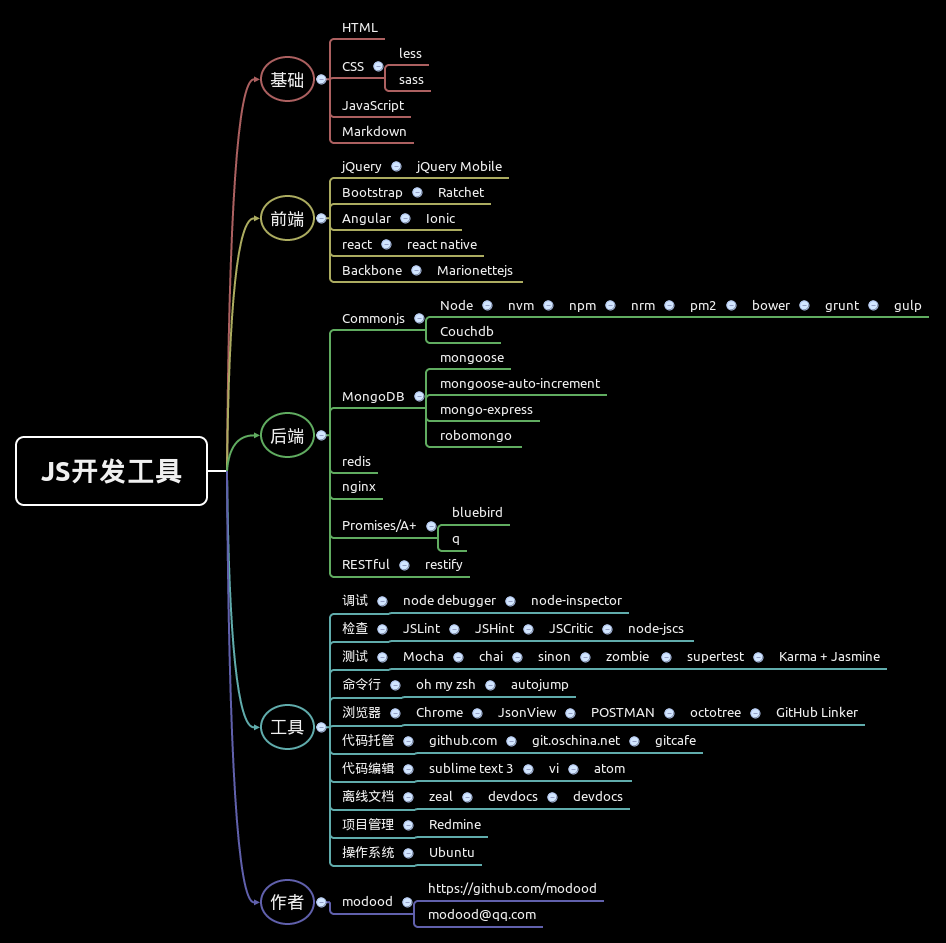 JS开发工具
基础
HTML
CSS
less
sass
JavaScript
Markdown
前端
jQuery jQuery Mobile
Bootstrap Ratchet
Angular Ionic
react react native
Backbone Marionettejs
后端
Commonjs
Node nvm npm nrm pm2 bower grunt gulp
Couchdb
MongoDB
mongoose
mongoose-auto-increment
mongo-express
robomongo
redis
nginx
Promises/A+
bluebird
q
RESTful restify
工具
调试 node debugger node-inspector
检查 JSLint JSHint JSCritic node-jscs
测试 Mocha chai sinon zombie supertest Karma + Jasmine
命令行 oh my zsh autojump
浏览器 Chrome JsonView POSTMAN octotree GitHub Linker
代码托管 github.com git.oschina.net gitcafe
代码编辑 sublime text 3 vi atom
离线文档 zeal devdocs devdocs
项目管理 Redmine
操作系统 Ubuntu
作者
modood
https://github.com/modood
modood@qq.com